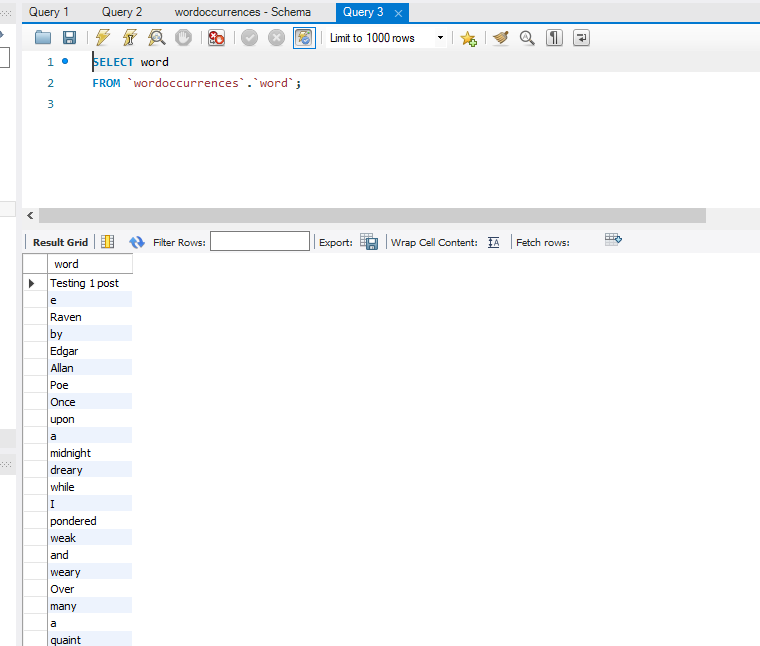 Query 1 Query 2 wordoccurrences - Schema Query 3
Limit to 1000 rows
1 SELECT word
2 FROM `wordoccurrences`.`word`;
3
Result Grid Filter Rows: Export: Wrap Cell Content: Fetch rows:
word
Testing 1 post
e
Raven
by
Edgar
Allan
Poe
Once
upon
a
midnight
dreary
while
I
pondered
weak
and
weary
Over
many
a
quaint